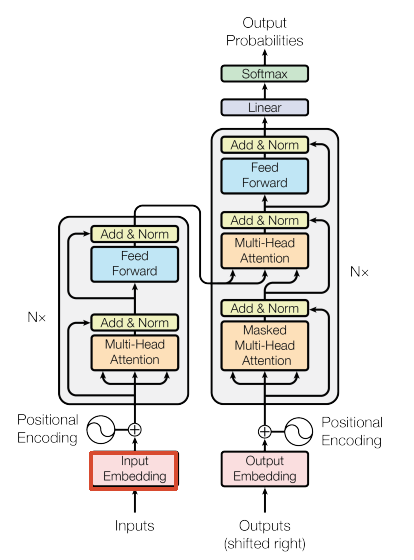 Output
Probabilities
Softmax
Linear
Add & Norm
Feed
Forward
Add & Norm
Multi-Head
Attention
Add & Norm
Masked
Multi-Head
Attention
N×
Add & Norm
Feed
Forward
Add & Norm
Multi-Head
Attention
N×
Positional
Encoding
Input
Embedding
Inputs
Positional
Encoding
Output
Embedding
Outputs
(shifted right)